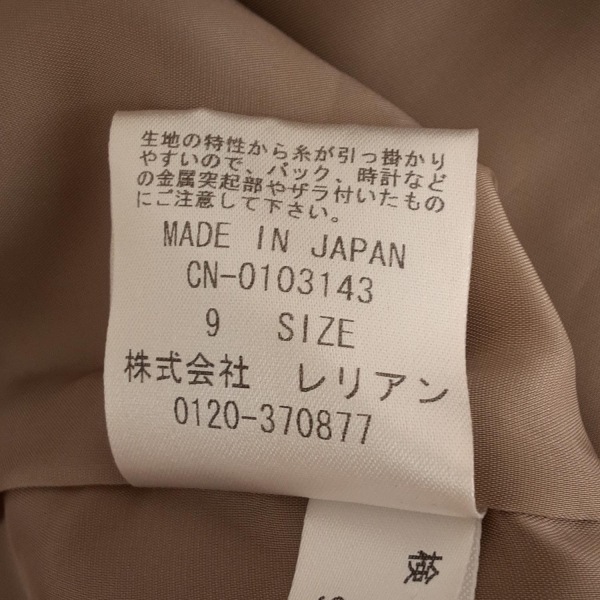 生地の特性から糸が引っ掛かり
やすいので、バック、時計など
の金属突起部やザラ付いたもの
にご注意して下さい。
MADE IN JAPAN
CN-0103143
9 SIZE
株式会社 レリアン
0120-370877
検